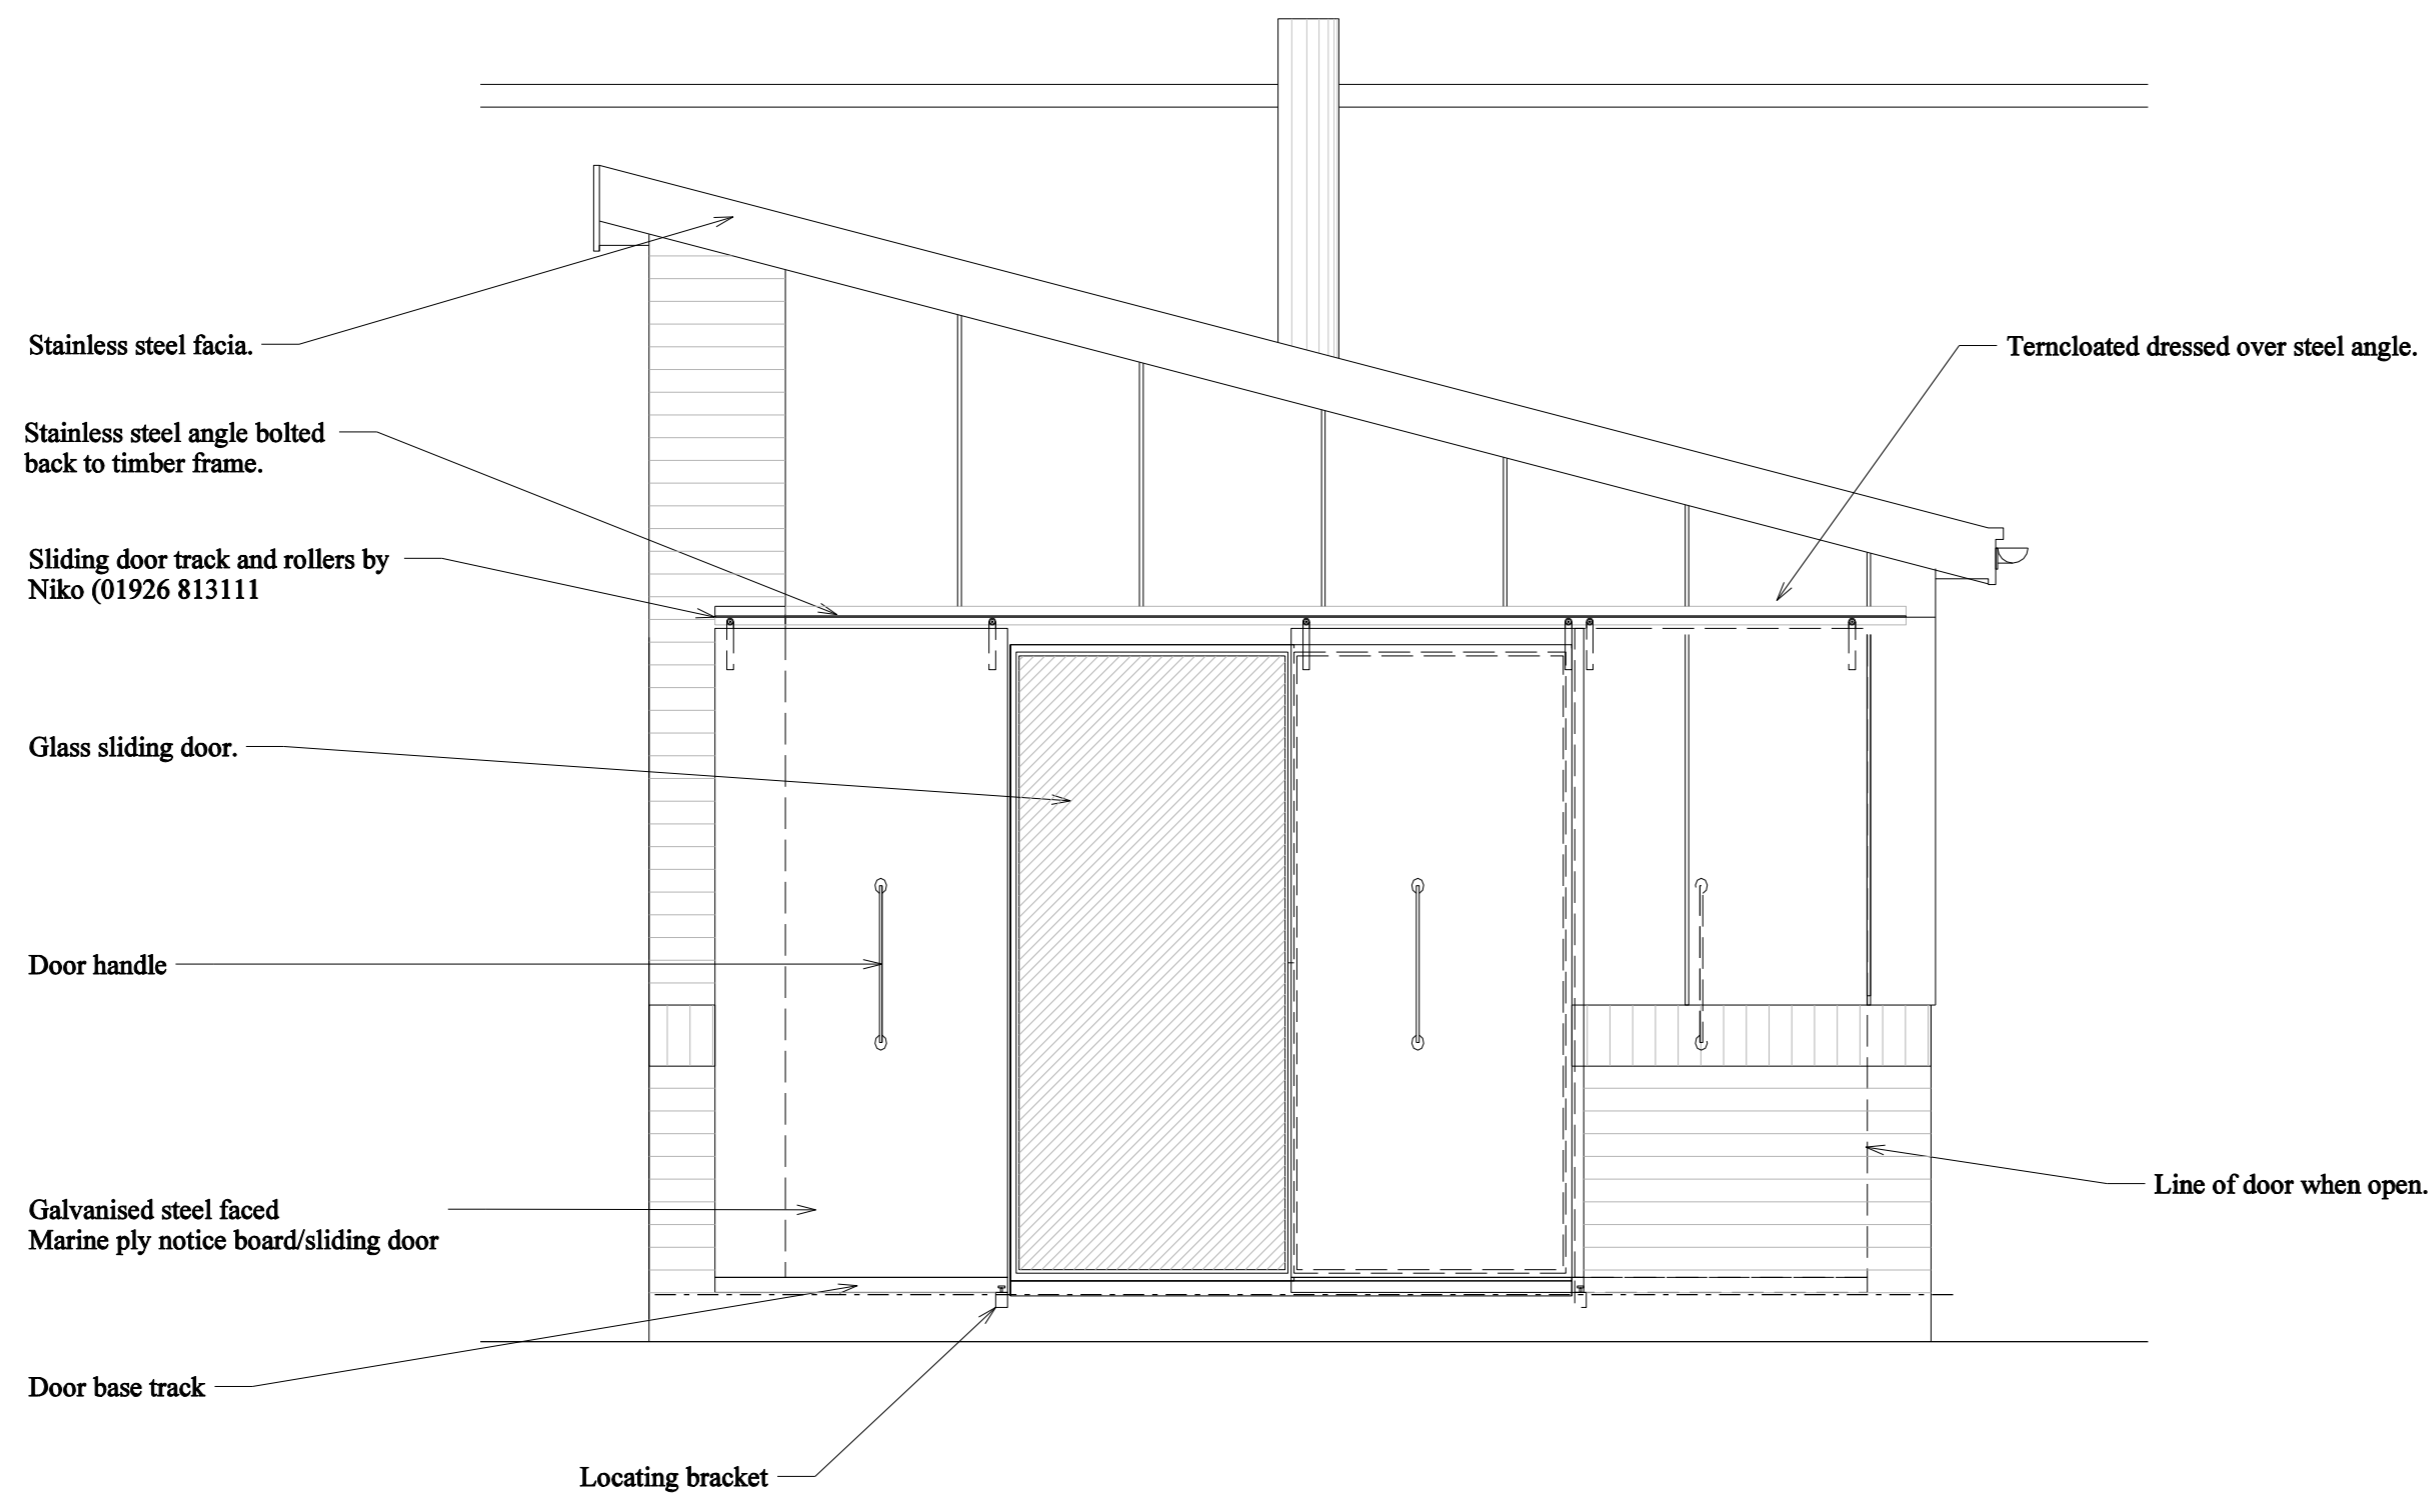 Stainless steel facia.
Terncloated dressed over steel angle.
Stainless steel angle bolted
back to timber frame.
Sliding door track and rollers by
Niko (01926 813111
Glass sliding door.
Door handle
Line of door when open.
Galvanised steel faced
Marine ply notice board/sliding door
Door base track
Locating bracket